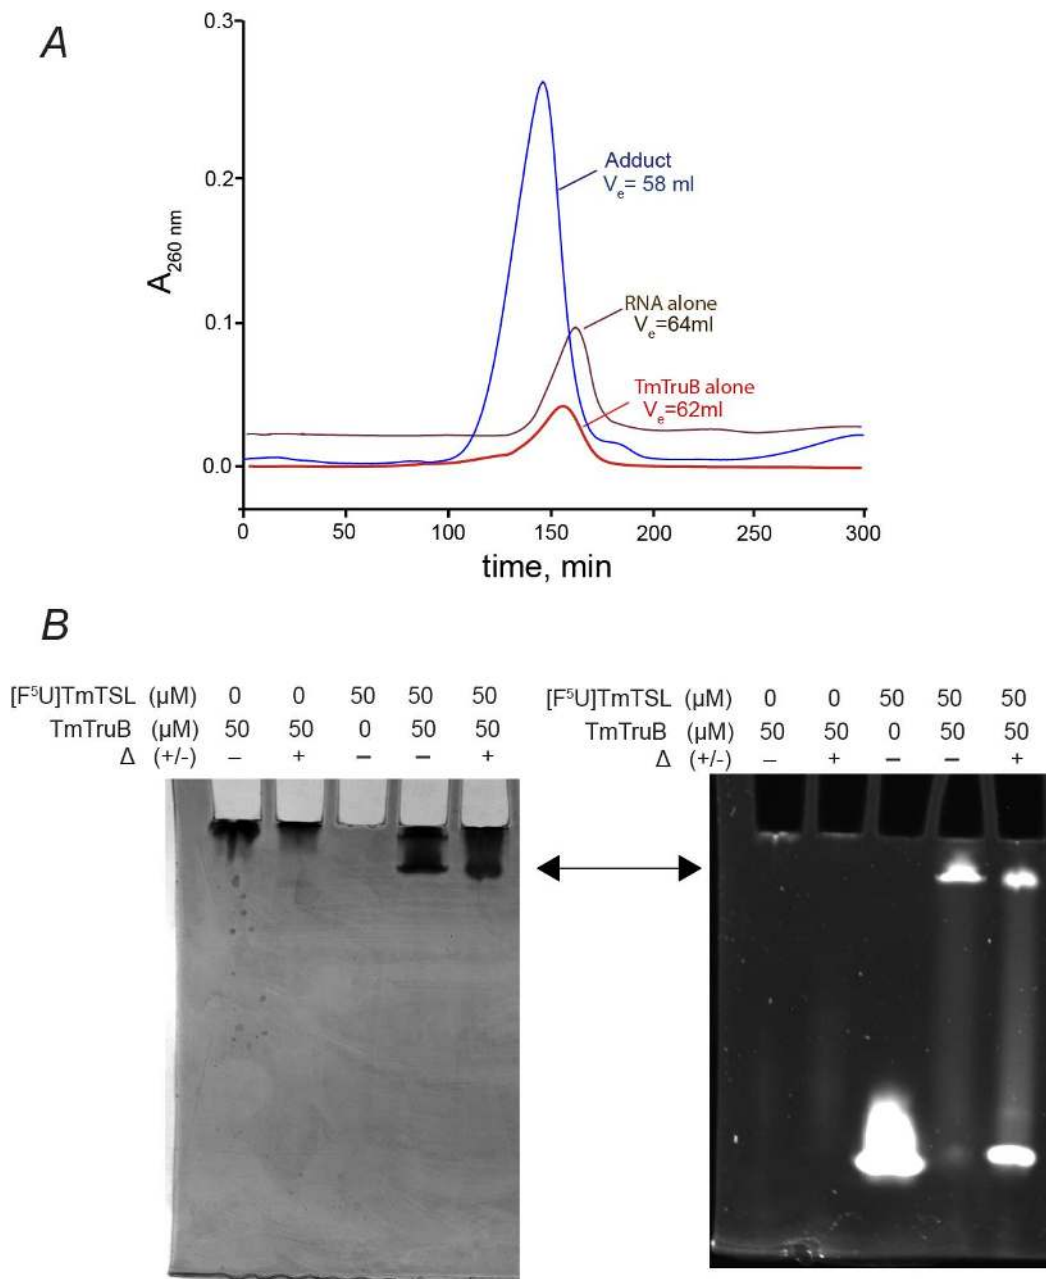 A
0.3
0.2
0.1
0.0
A260 nm
Adduct
Ve= 58 ml
RNA alone
Ve=64ml
TmTruB alone
Ve=62ml
0 50 100 150 200 250 300
time, min
B
[F⁵U]TmTSL (µM) 0 0 50 50 50
TmTruB (µM) 50 50 0 50 50
Δ (+/-) – + – – +
[F⁵U]TmTSL (µM) 0 0 50 50 50
TmTruB (µM) 50 50 0 50 50
Δ (+/-) – + – – +